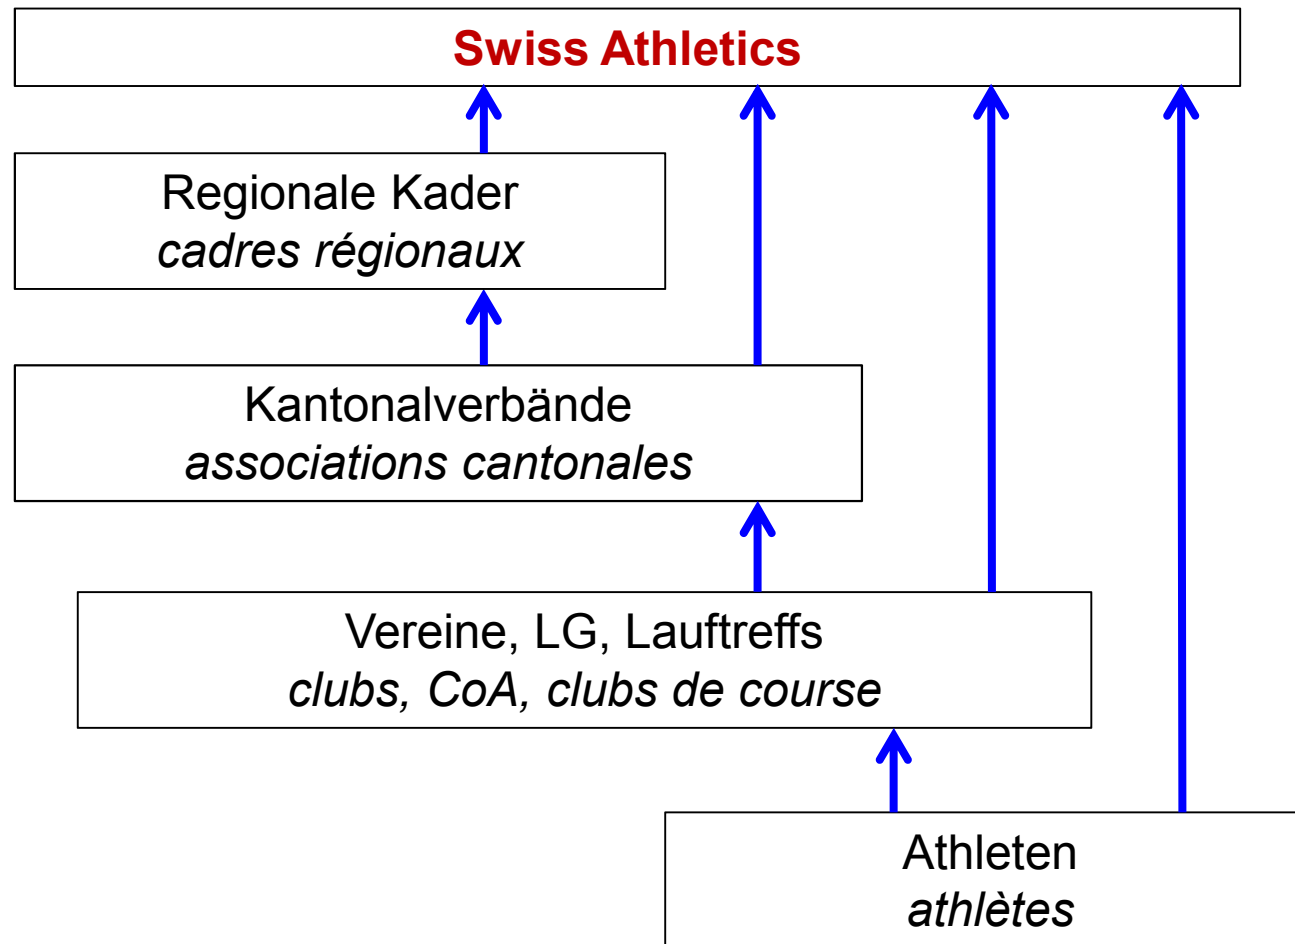 Swiss Athletics
Regionale Kader
cadres régionaux
Kantonalverbände
associations cantonales
Vereine, LG, Lauftreffs
clubs, CoA, clubs de course
Athleten
athlètes